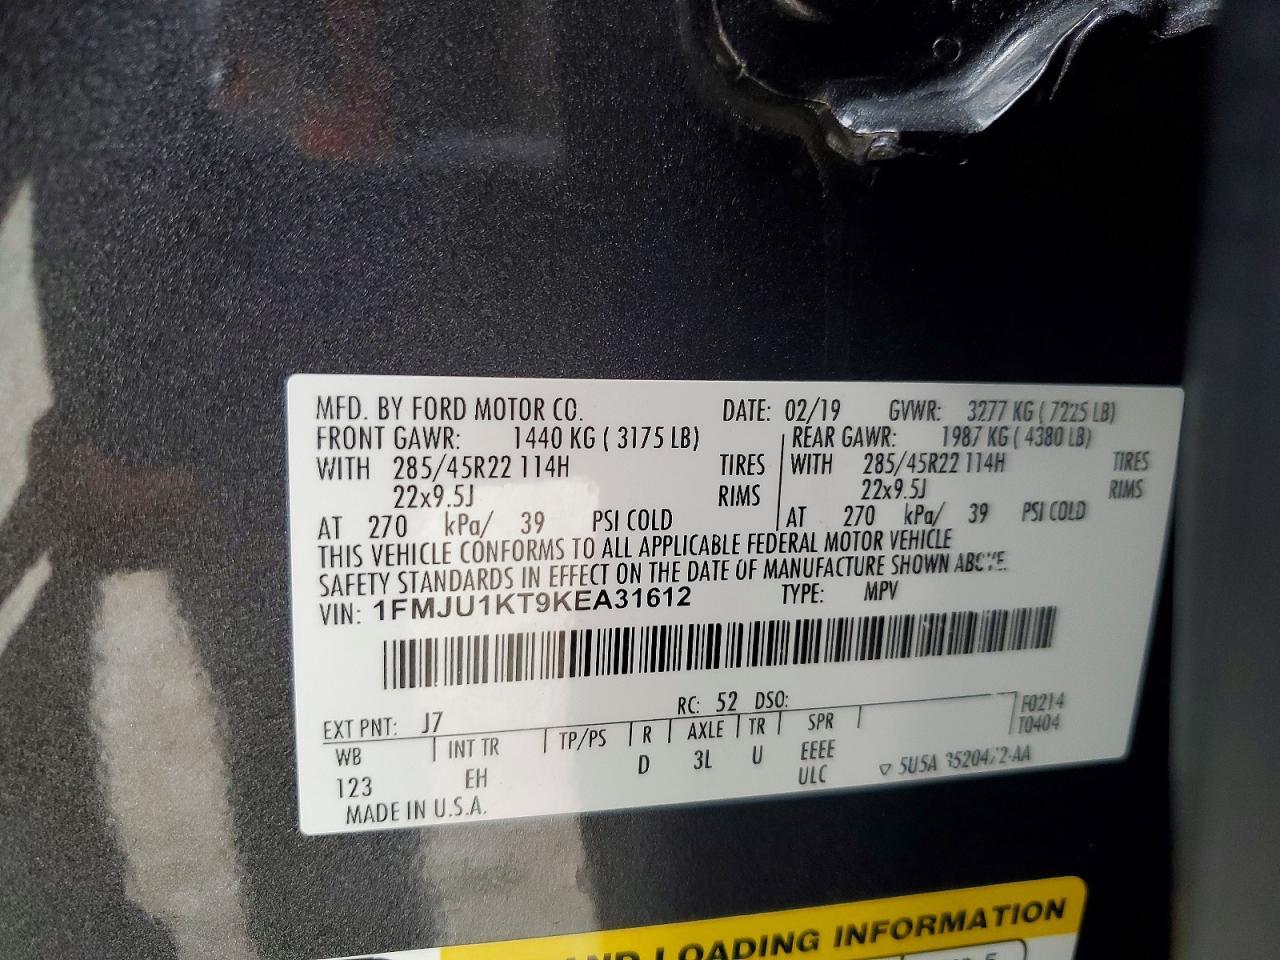 MFD. BY FORD MOTOR CO. DATE: 02/19 GVWR: 3277 KG ( 7225 LB)
FRONT GAWR: 1440 KG ( 3175 LB) REAR GAWR: 1987 KG ( 4380 LB)
WITH 285/45R22 114H TIRES WITH 285/45R22 114H TIRES
22x9.5J RIMS 22x9.5J RIMS
AT 270 kPa/ 39 PSI COLD AT 270 kPa/ 39 PSI COLD
THIS VEHICLE CONFORMS TO ALL APPLICABLE FEDERAL MOTOR VEHICLE
SAFETY STANDARDS IN EFFECT ON THE DATE OF MANUFACTURE SHOWN ABOVE.
VIN: 1FMJU1KT9KEA31612 TYPE: MPV
RC: 52 DSO:
EXT PNT: J7 F0214
WB INT TR TP/PS R AXLE TR SPR T0404
123 EH D 3L U EEEE
ULC 5U5A
MADE IN U.S.A.
LOADING INFORMATION